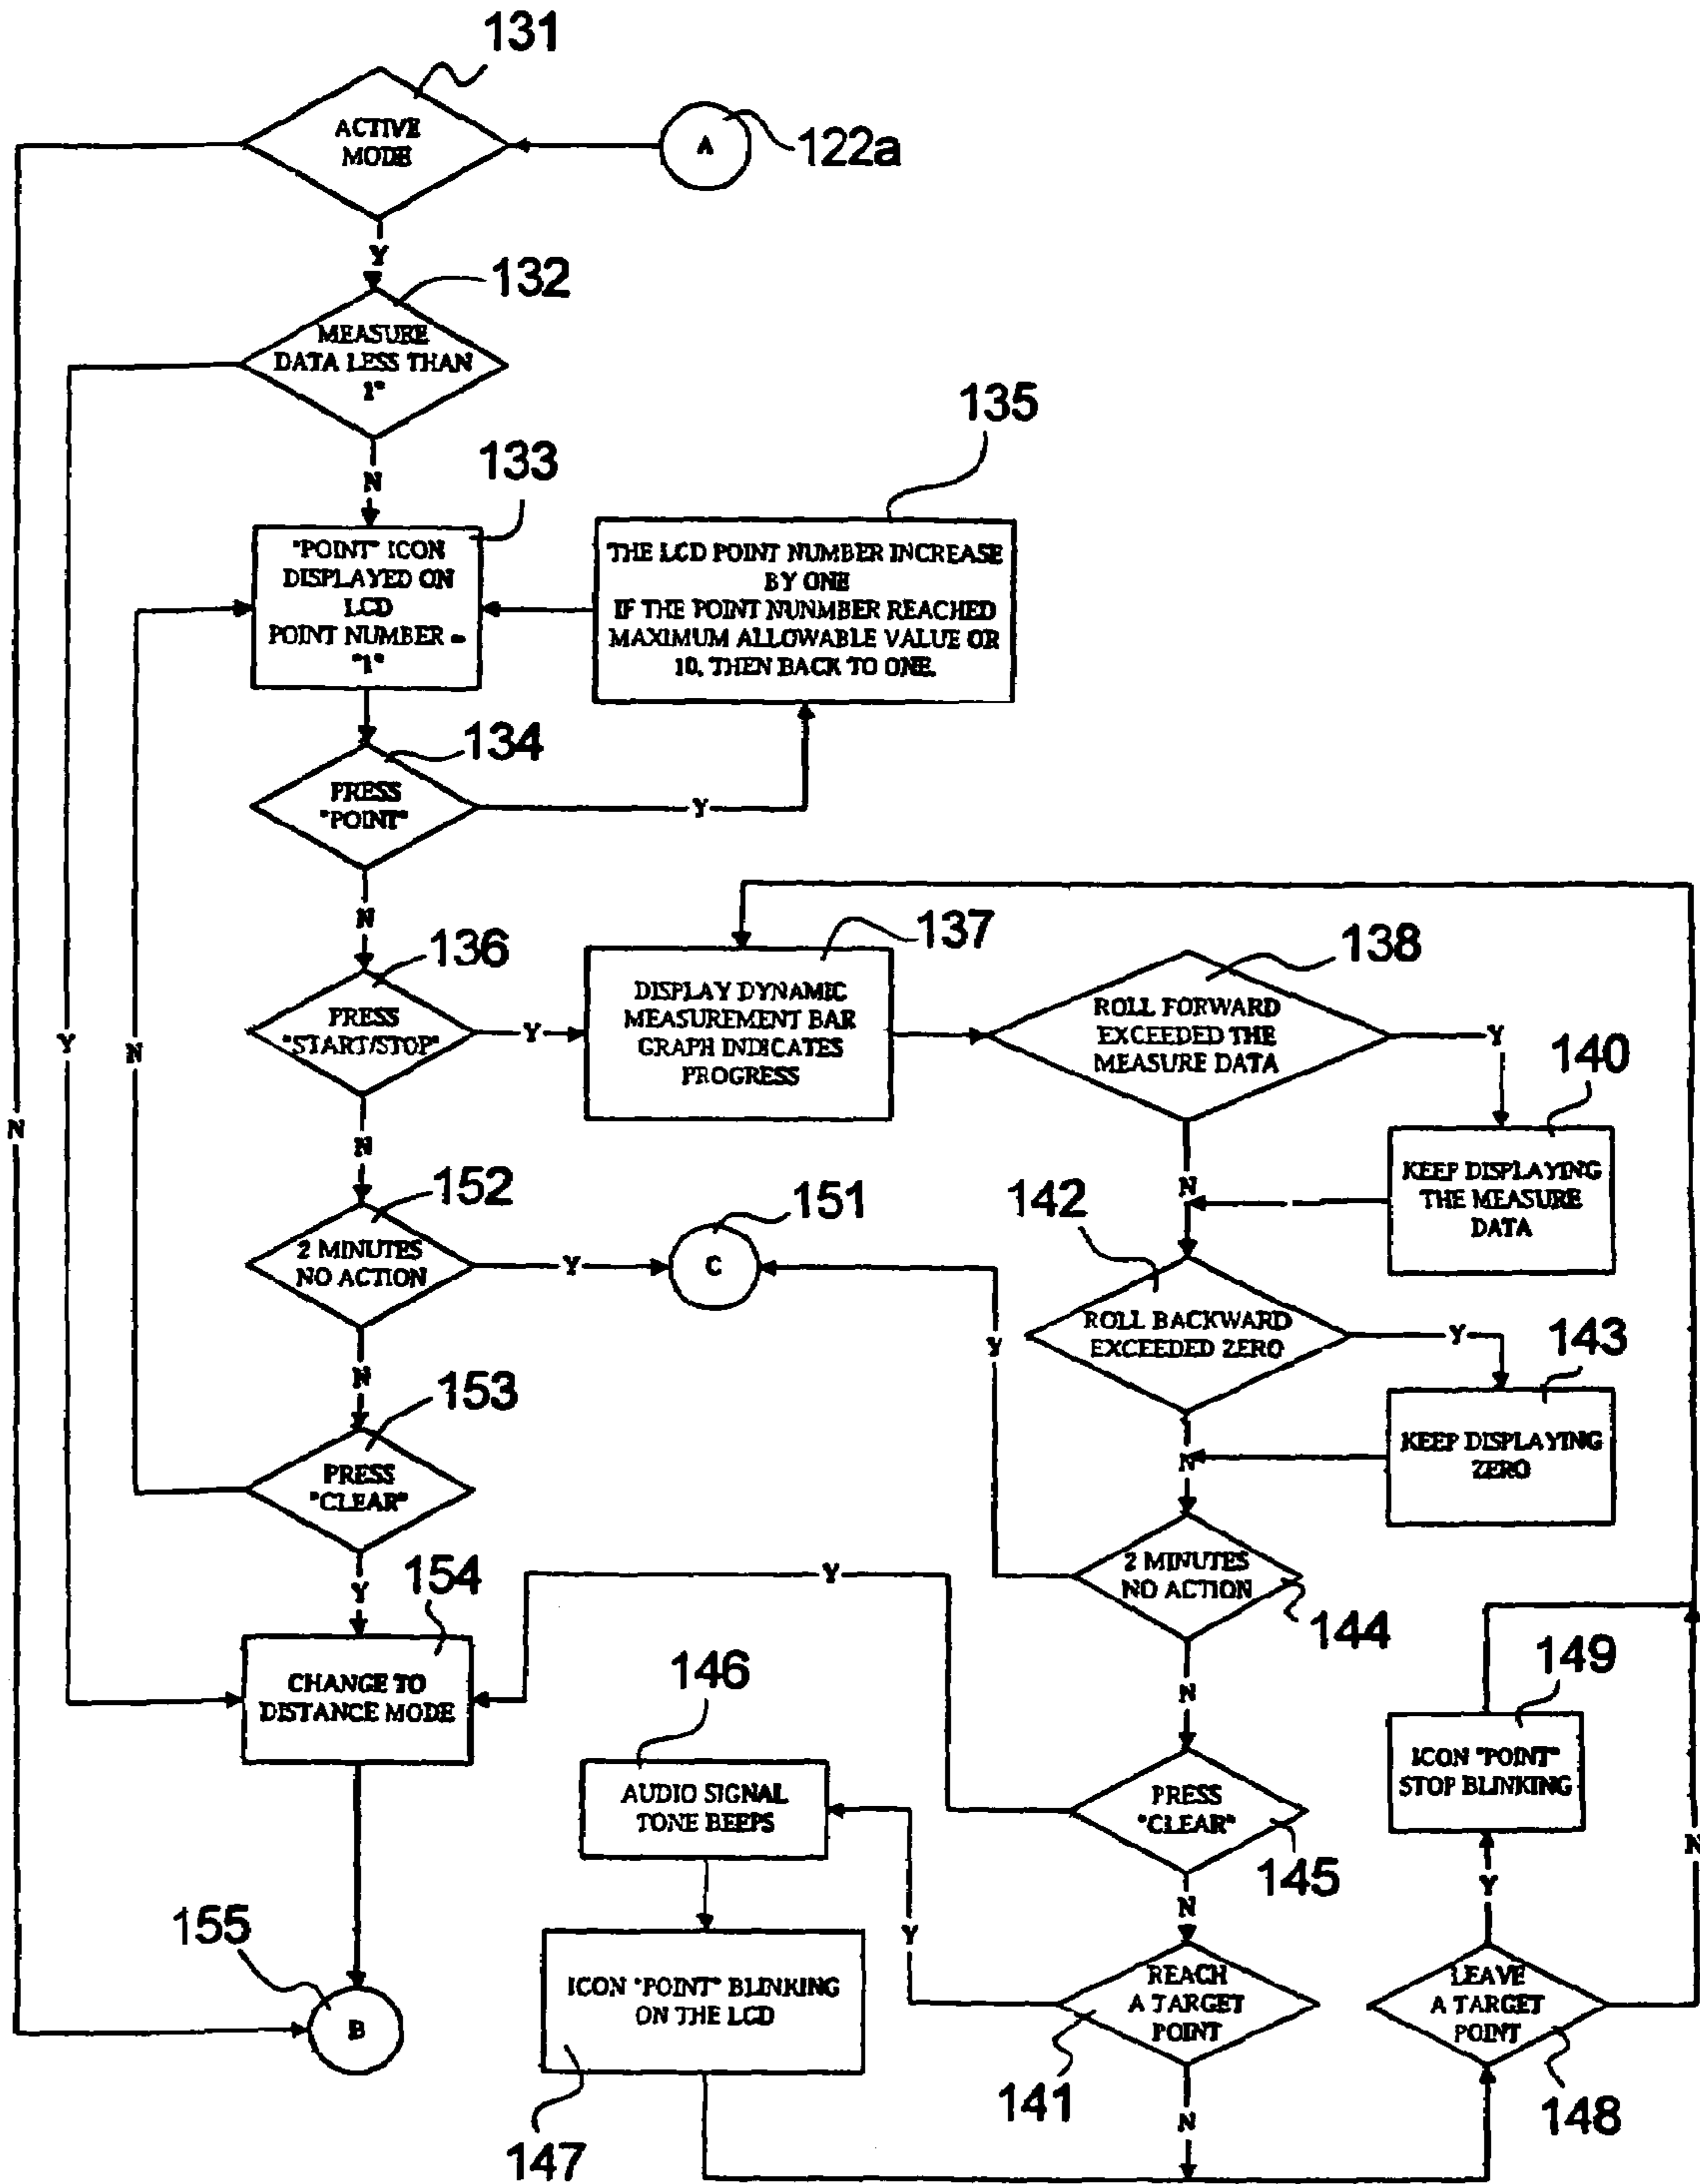 131
ACTIVE
MODE
A
122a
Y
132
MEASURE
DATA LESS THAN
1"
N
133
135
"POINT" ICON
DISPLAYED ON
LCD
POINT NUMBER =
"1"
THE LCD POINT NUMBER INCREASE
BY ONE
IF THE POINT NUNMBER REACHED
MAXIMUM ALLOWABLE VALUE OR
10, THEN BACK TO ONE.
134
PRESS
"POINT"
Y
N
136
137
138
PRESS
"START/STOP"
Y
DISPLAY DYNAMIC
MEASUREMENT BAR
GRAPH INDICATES
PROGRESS
ROLL FORWARD
EXCEEDED THE
MEASURE DATA
Y
140
Y
N
N
N
N
KEEP DISPLAYING
THE MEASURE
DATA
152
151
142
2 MINUTES
NO ACTION
Y
C
ROLL BACKWARD
EXCEEDED ZERO
Y
Y
143
N
153
N
KEEP DISPLAYING
ZERO
PRESS
"CLEAR"
Y
154
Y
2 MINUTES
NO ACTION
144
CHANGE TO
DISTANCE MODE
146
N
149
AUDIO SIGNAL
TONE BEEPS
PRESS
"CLEAR"
145
ICON "POINT"
STOP BLINKING
N
Y
N
Y
155
B
ICON "POINT" BLINKING
ON THE LCD
REACH
A TARGET
POINT
LEAVE
A TARGET
POINT
147
141
N
148